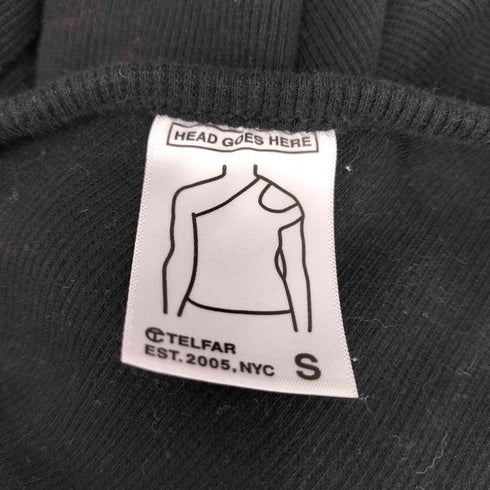 HEAD GOES HERE
TELFAR
EST. 2005, NYC
S